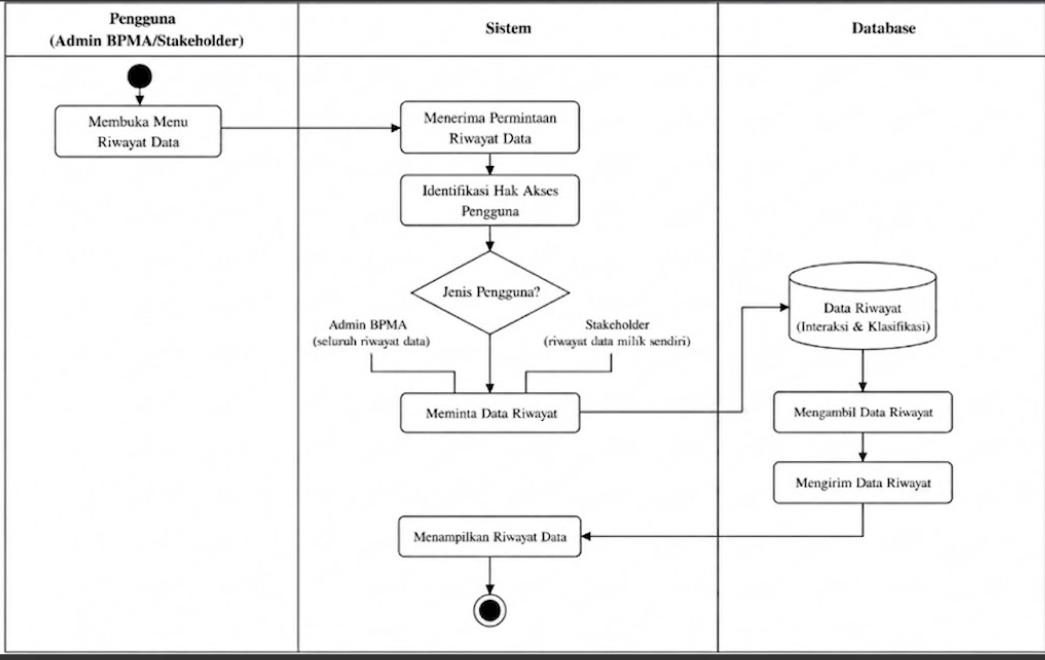 Pengguna
(Admin BPMA/Stakeholder)
Sistem
Database
Membuka Menu
Riwayat Data
Menerima Permintaan
Riwayat Data
Identifikasi Hak Akses
Pengguna
Jenis Pengguna?
Admin BPMA
(seluruh riwayat data)
Stakeholder
(riwayat data milik sendiri)
Data Riwayat
(Interaksi & Klasifikasi)
Meminta Data Riwayat
Mengambil Data Riwayat
Mengirim Data Riwayat
Menampilkan Riwayat Data